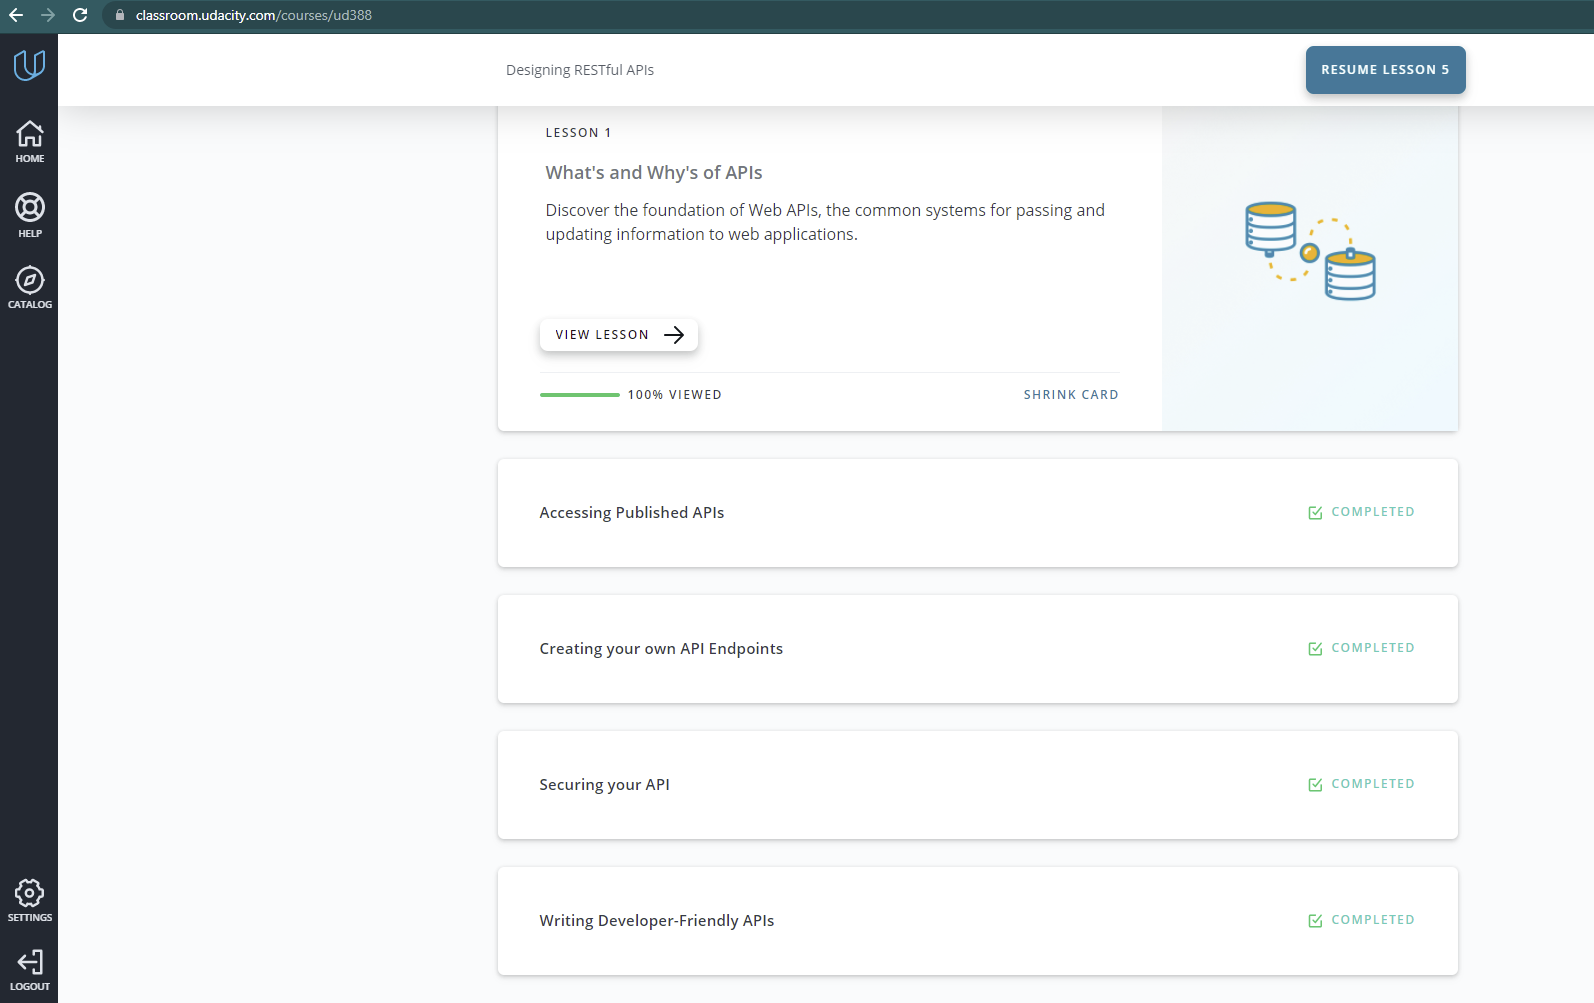 classroom.udacity.com/courses/ud388
Designing RESTful APIs
RESUME LESSON 5
HOME
HELP
CATALOG
SETTINGS
LOGOUT
LESSON 1
What's and Why's of APIs
Discover the foundation of Web APIs, the common systems for passing and
updating information to web applications.
VIEW LESSON
100% VIEWED
SHRINK CARD
Accessing Published APIs
COMPLETED
Creating your own API Endpoints
COMPLETED
Securing your API
COMPLETED
Writing Developer-Friendly APIs
COMPLETED